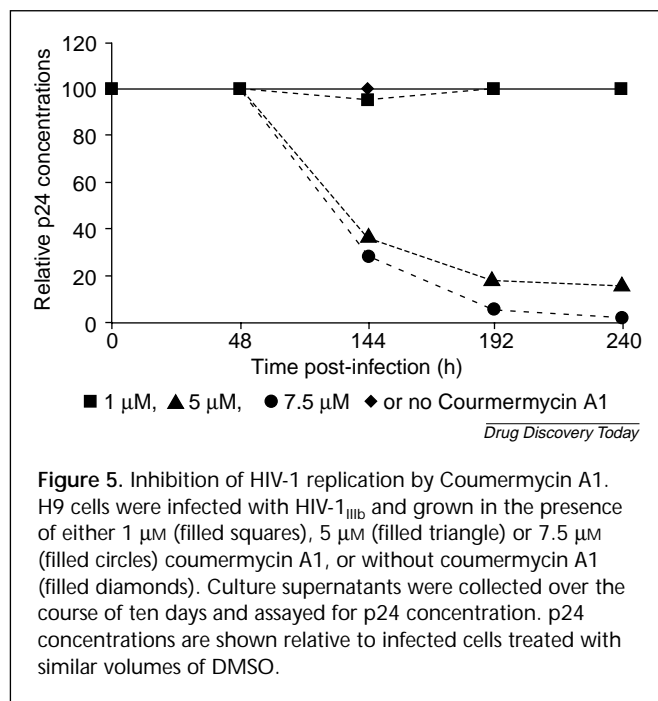 120
100
80
60
40
20
0
Relative p24 concentrations
0 48 144 192 240
Time post-infection (h)
■ 1 µM, ▲ 5 µM, ● 7.5 µM ◆ or no Courmermycin A1
Drug Discovery Today
Figure 5. Inhibition of HIV-1 replication by Coumermycin A1.
H9 cells were infected with HIV-1IIIb and grown in the presence
of either 1 µM (filled squares), 5 µM (filled triangle) or 7.5 µM
(filled circles) coumermycin A1, or without coumermycin A1
(filled diamonds). Culture supernatants were collected over the
course of ten days and assayed for p24 concentration. p24
concentrations are shown relative to infected cells treated with
similar volumes of DMSO.